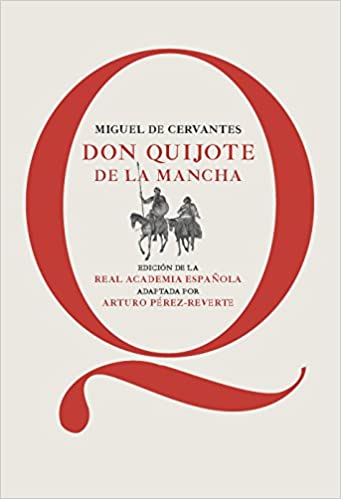 Q
MIGUEL DE CERVANTES
DON QUIJOTE
DE LA MANCHA
EDICIÓN DE LA
REAL ACADEMIA ESPAÑOLA
ADAPTADA POR
ARTURO PÉREZ-REVERTE